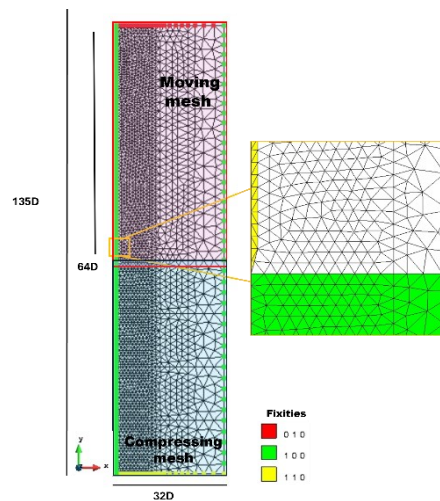 Moving
mesh
135D
64D
Compressing
mesh
y
x
32D
Fixities
0 1 0
1 0 0
1 1 0